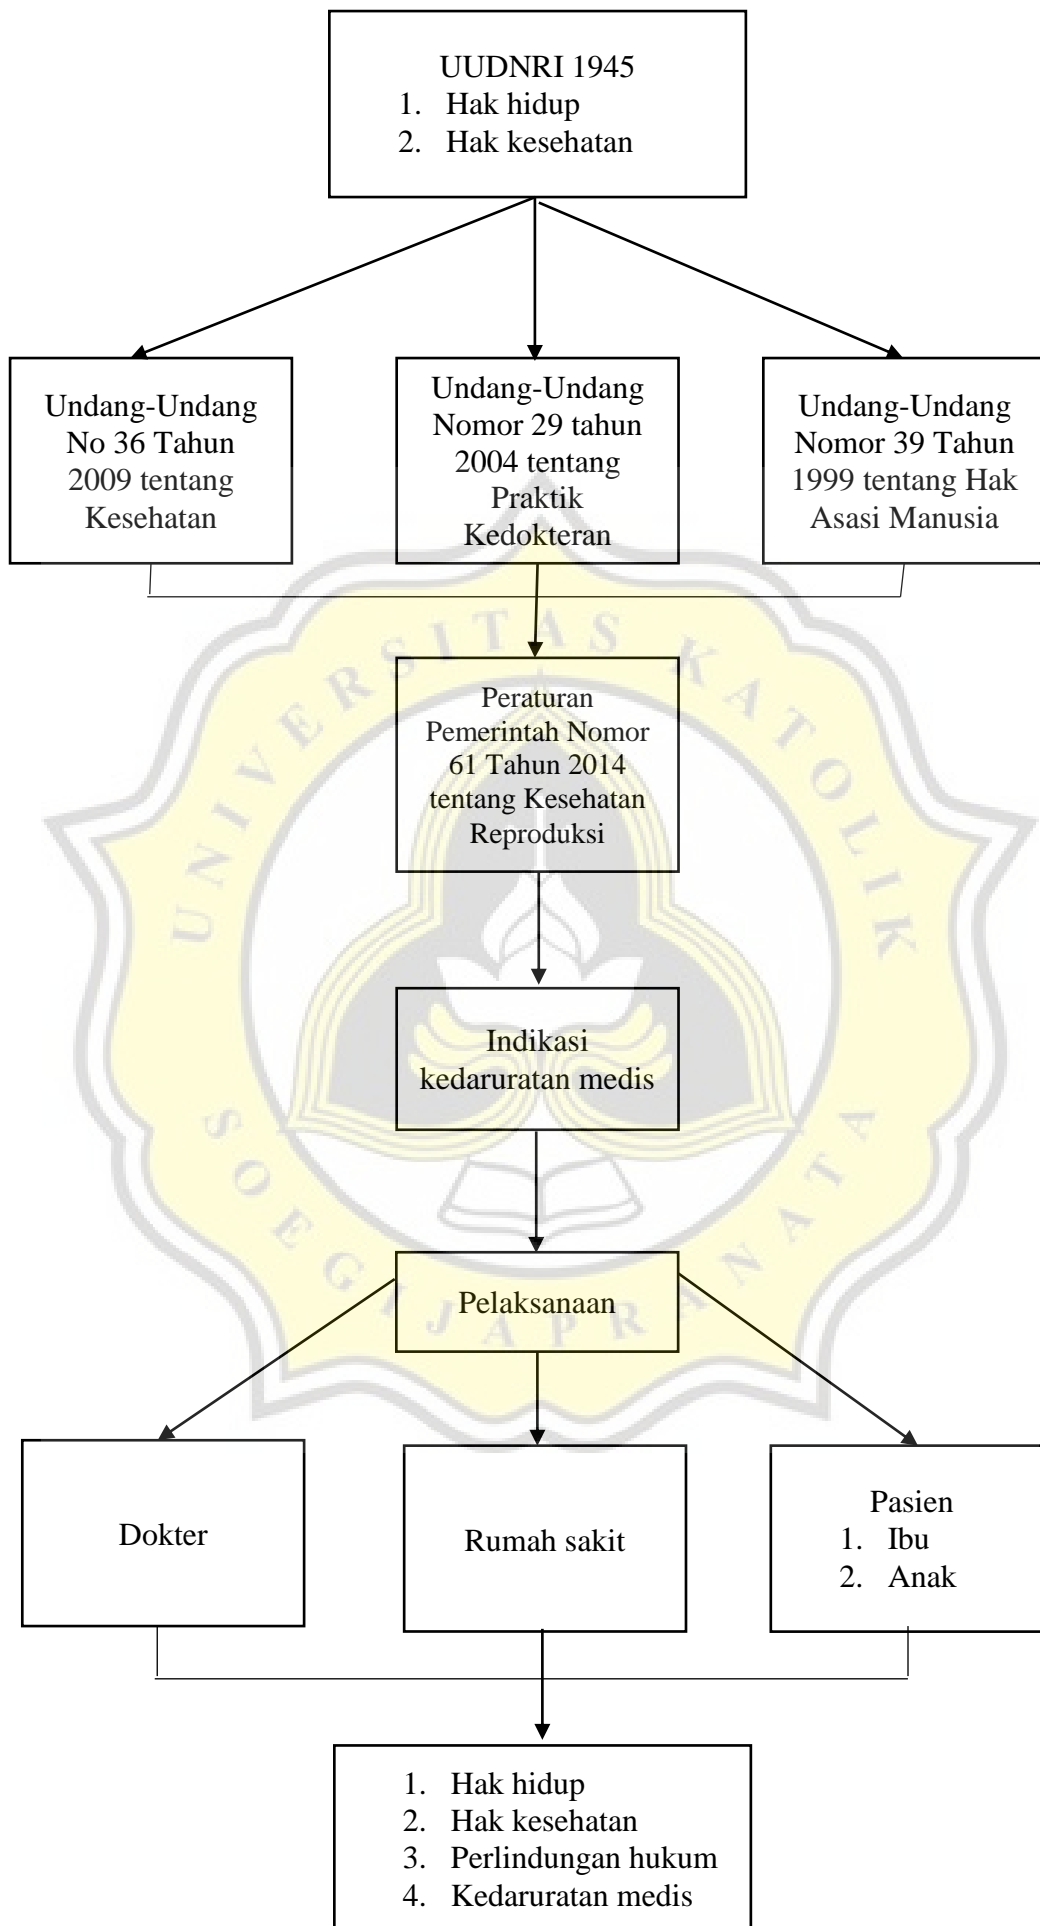 UUDNRI 1945
1. Hak hidup
2. Hak kesehatan
Undang-Undang
No 36 Tahun
2009 tentang
Kesehatan
Undang-Undang
Nomor 29 tahun
2004 tentang
Praktik
Kedokteran
Undang-Undang
Nomor 39 Tahun
1999 tentang Hak
Asasi Manusia
UNIVERSITAS KATOLIK
Peraturan
Pemerintah Nomor
61 Tahun 2014
tentang Kesehatan
Reproduksi
Indikasi
kedaruratan medis
SOEGIJAPRANATA
Pelaksanaan
Dokter
Rumah sakit
Pasien
1. Ibu
2. Anak
1. Hak hidup
2. Hak kesehatan
3. Perlindungan hukum
4. Kedaruratan medis